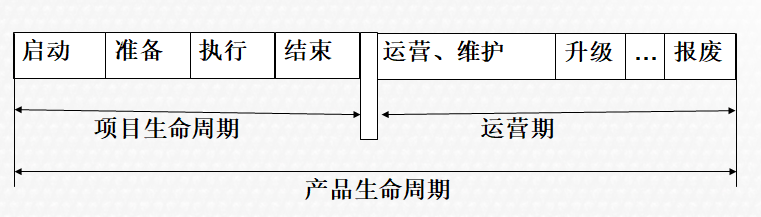 启动 准备 执行 结束 运营、维护 升级 … 报废
项目生命周期 运营期
产品生命周期